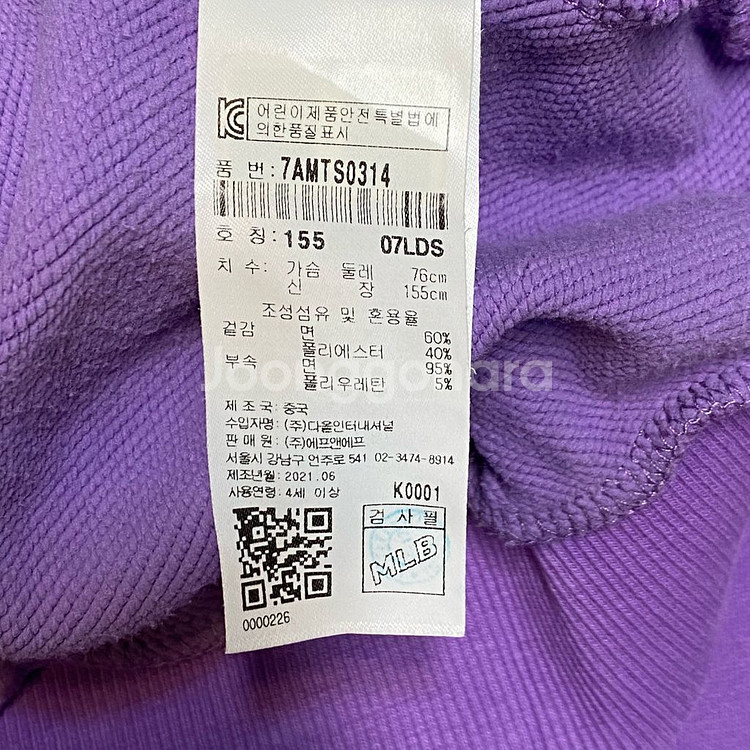 KC 어린이제품안전특별법에
의한품질표시
품 번: 7AMTS0314
호 칭: 155 07LDS
치 수: 가슴 둘레 76cm
신 장 155cm
조성섬유 및 혼용율
겉감 면 60%
폴리에스터 40%
부속 면 95%
폴리우레탄 5%
Joonggonara
제 조 국: 중국
수입자명: (주)다올인터내셔널
판 매 원: (주)에프앤에프
서울시 강남구 언주로 541 02-3474-8914
제조년월: 2021.06
사용연령: 4세 이상 K0001
검 사 필
MLB
0000226